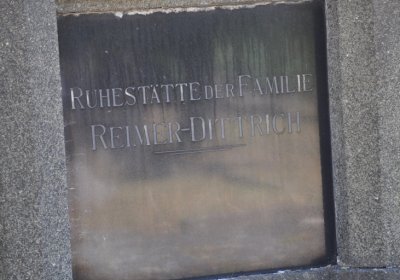 RUHESTÄTTE DER FAMILIE
REIMER-DITTRICH